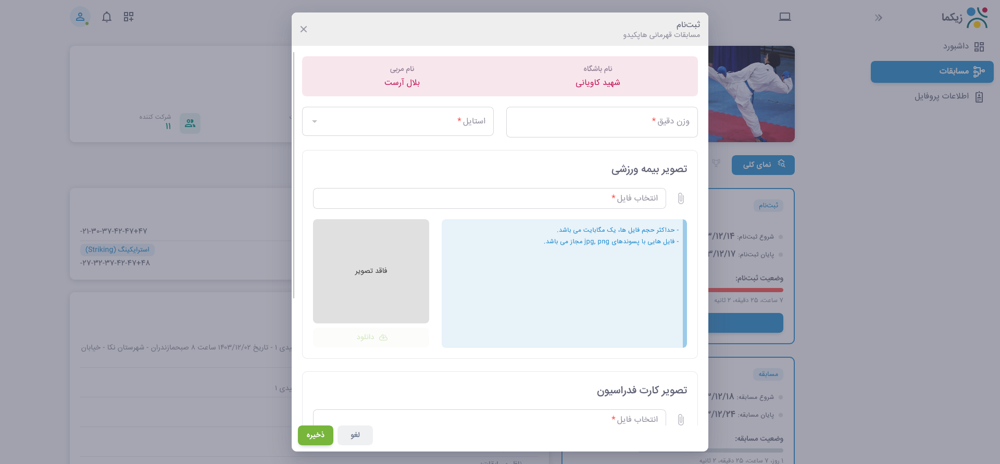 زیکما
داشبورد
مسابقات
اطلاعات پروفایل
ثبت‌نام
مسابقات قهرمانی هاپکیدو
نام باشگاه
شهید کاویانی
نام مربی
بلال آرست
وزن دقیق *
استایل *
تصویر بیمه ورزشی
انتخاب فایل *
- حداکثر حجم فایل ها، یک مگابایت می باشد.
- فایل هایی با پسوندهای jpg, png مجاز می باشد.
فاقد تصویر
دانلود
تصویر کارت فدراسیون
انتخاب فایل *
لغو
ذخیره
شرکت کننده
۱۱
نمای کلی
ثبت‌نام
شروع ثبت‌نام: ۳/۱۲/۱۴
پایان ثبت‌نام: ۳/۱۲/۱۷
وضعیت ثبت‌نام:
۷ ساعت، ۲۵ دقیقه، ۲ ثانیه
مسابقه
شروع مسابقه: ۳/۱۲/۱۸
پایان مسابقه: ۳/۱۲/۲۴
وضعیت مسابقه:
۱ روز، ۷ ساعت، ۲۵ دقیقه، ۲ ثانیه
-۲۱-۳۰-۳۷-۴۲-۴۷+۴۷
استرایکینگ (Striking)
-۲۷-۳۲-۳۷-۴۲-۴۷+۴۸
یدی ۱ - تاریخ ۱۴۰۳/۱۲/۰۲ ساعت ۸ صبحمازندران - شهرستان نکا - خیابان
یدی ۱